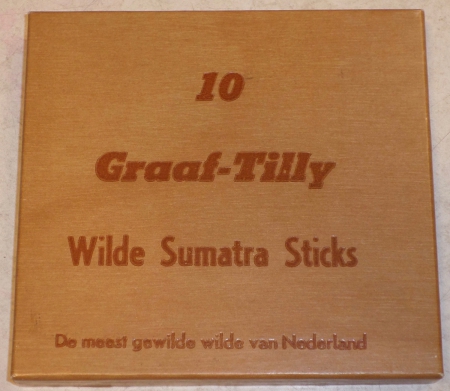 10
Graaf-Tilly
Wilde Sumatra Sticks
De meest gewilde wilde van Nederland